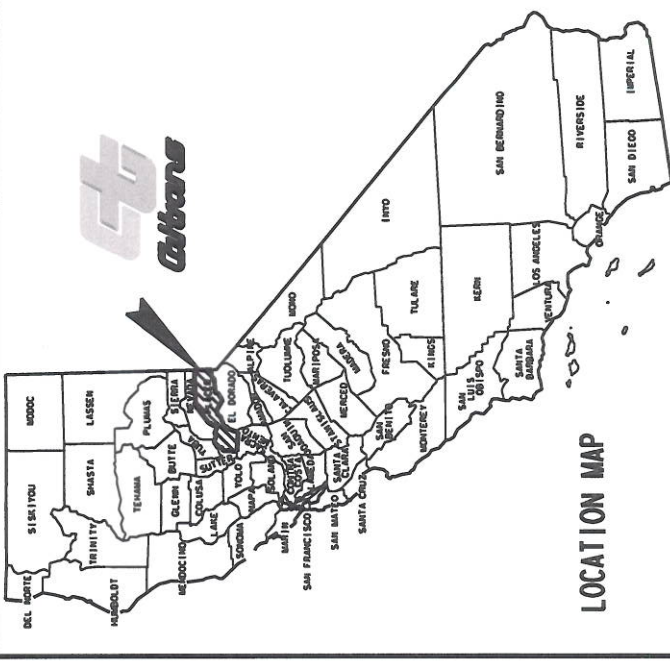 Caltrans
DEL NORTE
SISKIYOU
MODOC
HUMBOLDT
TRINITY
SHASTA
LASSEN
TEHAMA
PLUMAS
MENDOCINO
GLENN
BUTTE
SIERRA
NEVADA
COLUSA
YUBA
LAKE
EL DORADO
SONOMA
NAPA
YOLO
ALPINE
SOLANO
CALAVERAS
MARIN
CONTRA
COSTA
SAN
JOAQUIN
TUOLUMNE
MONO
SAN FRANCISCO
ALAMEDA
STANISLAUS
MARIPOSA
SAN MATEO
SANTA
CLARA
MERCED
MADERA
SANTA CRUZ
SAN
BENITO
FRESNO
INYO
MONTEREY
KINGS
TULARE
SAN
LUIS
OBISPO
KERN
SAN BERNARDINO
SANTA
BARBARA
VENTURA
LOS ANGELES
ORANGE
RIVERSIDE
SAN DIEGO
IMPERIAL
LOCATION MAP